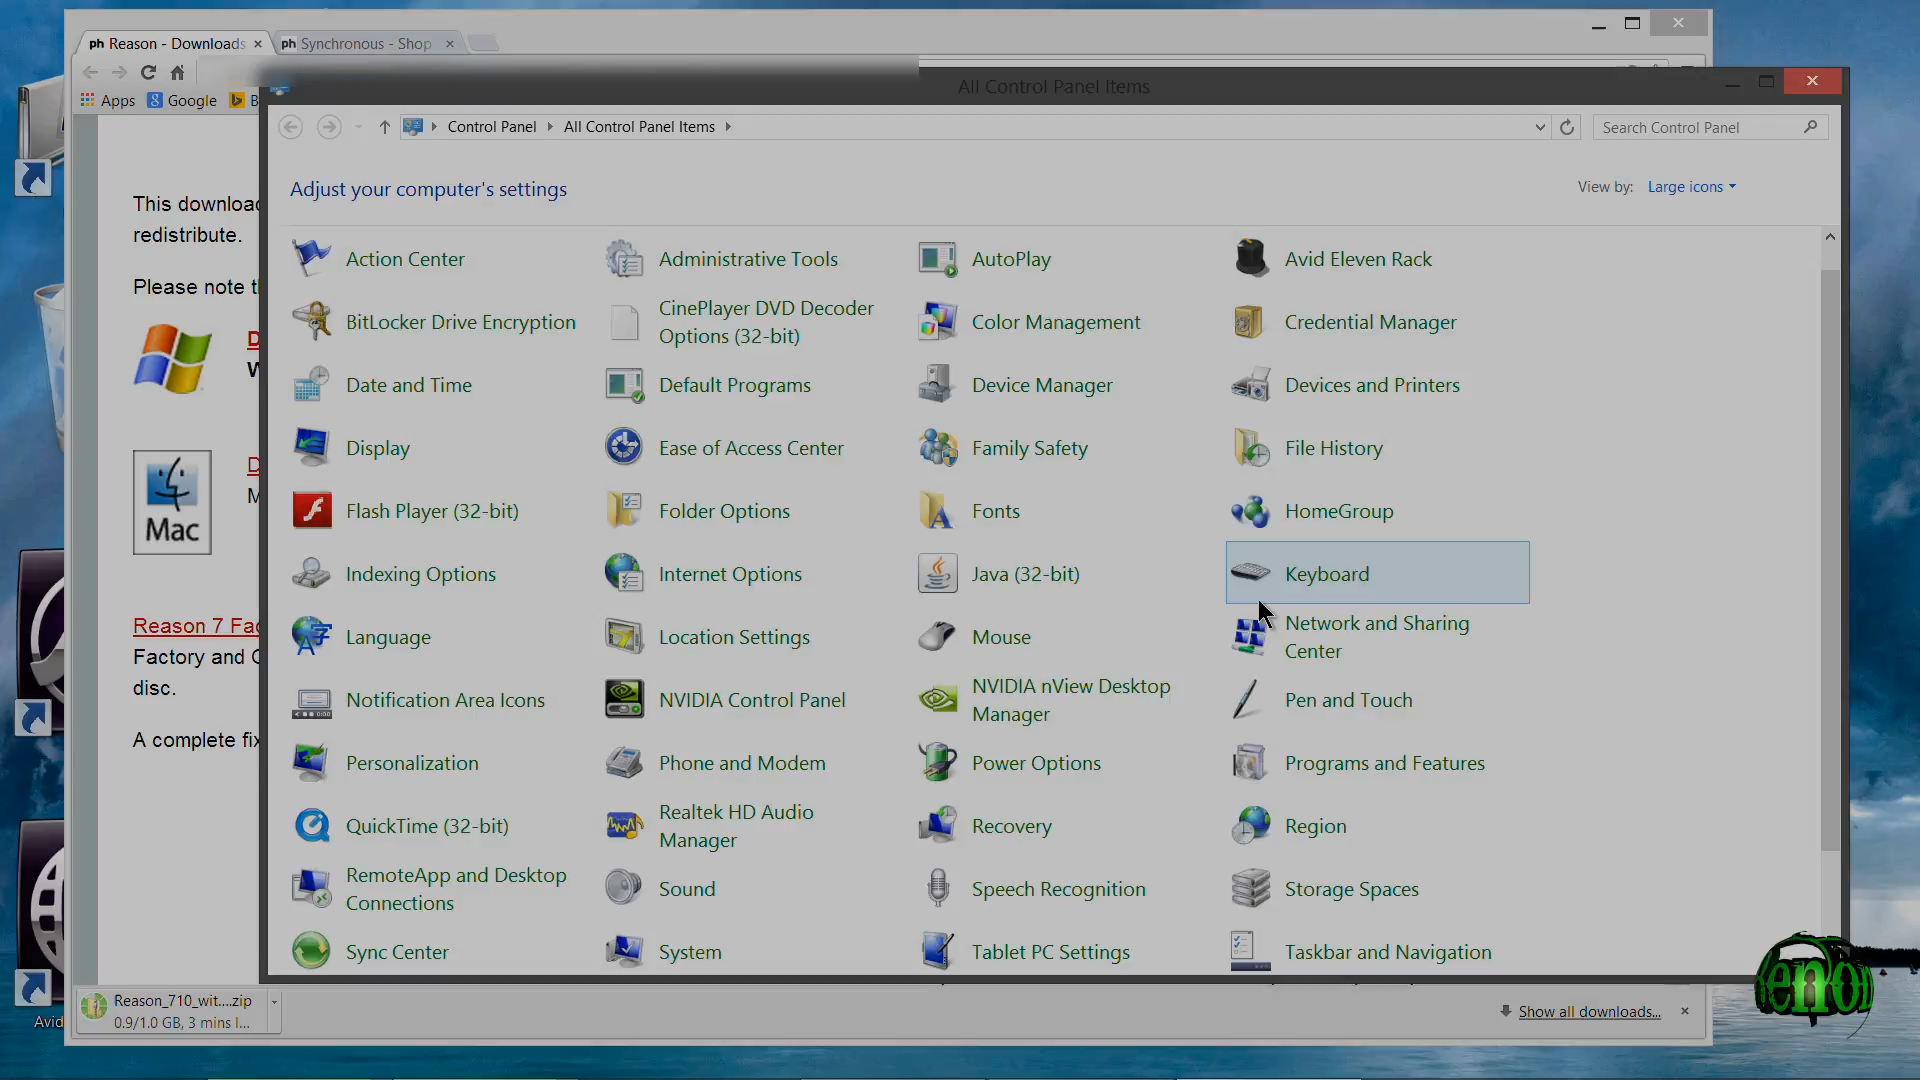 ph Reason - Downloads
ph Synchronous - Shop
Apps
Google
B
All Control Panel Items
Control Panel
All Control Panel Items
Search Control Panel
Adjust your computer's settings
View by: Large icons
This download
redistribute.
Please note t
D
W
D
M
Mac
Reason 7 Fac
Factory and
disc.
A complete fix
Action Center
Administrative Tools
AutoPlay
Avid Eleven Rack
BitLocker Drive Encryption
CinePlayer DVD Decoder
Options (32-bit)
Color Management
Credential Manager
Date and Time
Default Programs
Device Manager
Devices and Printers
Display
Ease of Access Center
Family Safety
File History
Flash Player (32-bit)
Folder Options
Fonts
HomeGroup
Indexing Options
Internet Options
Java (32-bit)
Keyboard
Language
Location Settings
Mouse
Network and Sharing
Center
Notification Area Icons
NVIDIA Control Panel
NVIDIA nView Desktop
Manager
Pen and Touch
Personalization
Phone and Modem
Power Options
Programs and Features
QuickTime (32-bit)
Realtek HD Audio
Manager
Recovery
Region
RemoteApp and Desktop
Connections
Sound
Speech Recognition
Storage Spaces
Sync Center
System
Tablet PC Settings
Taskbar and Navigation
Avid
Reason_710_wit....zip
0.9/1.0 GB, 3 mins l...
Show all downloads...